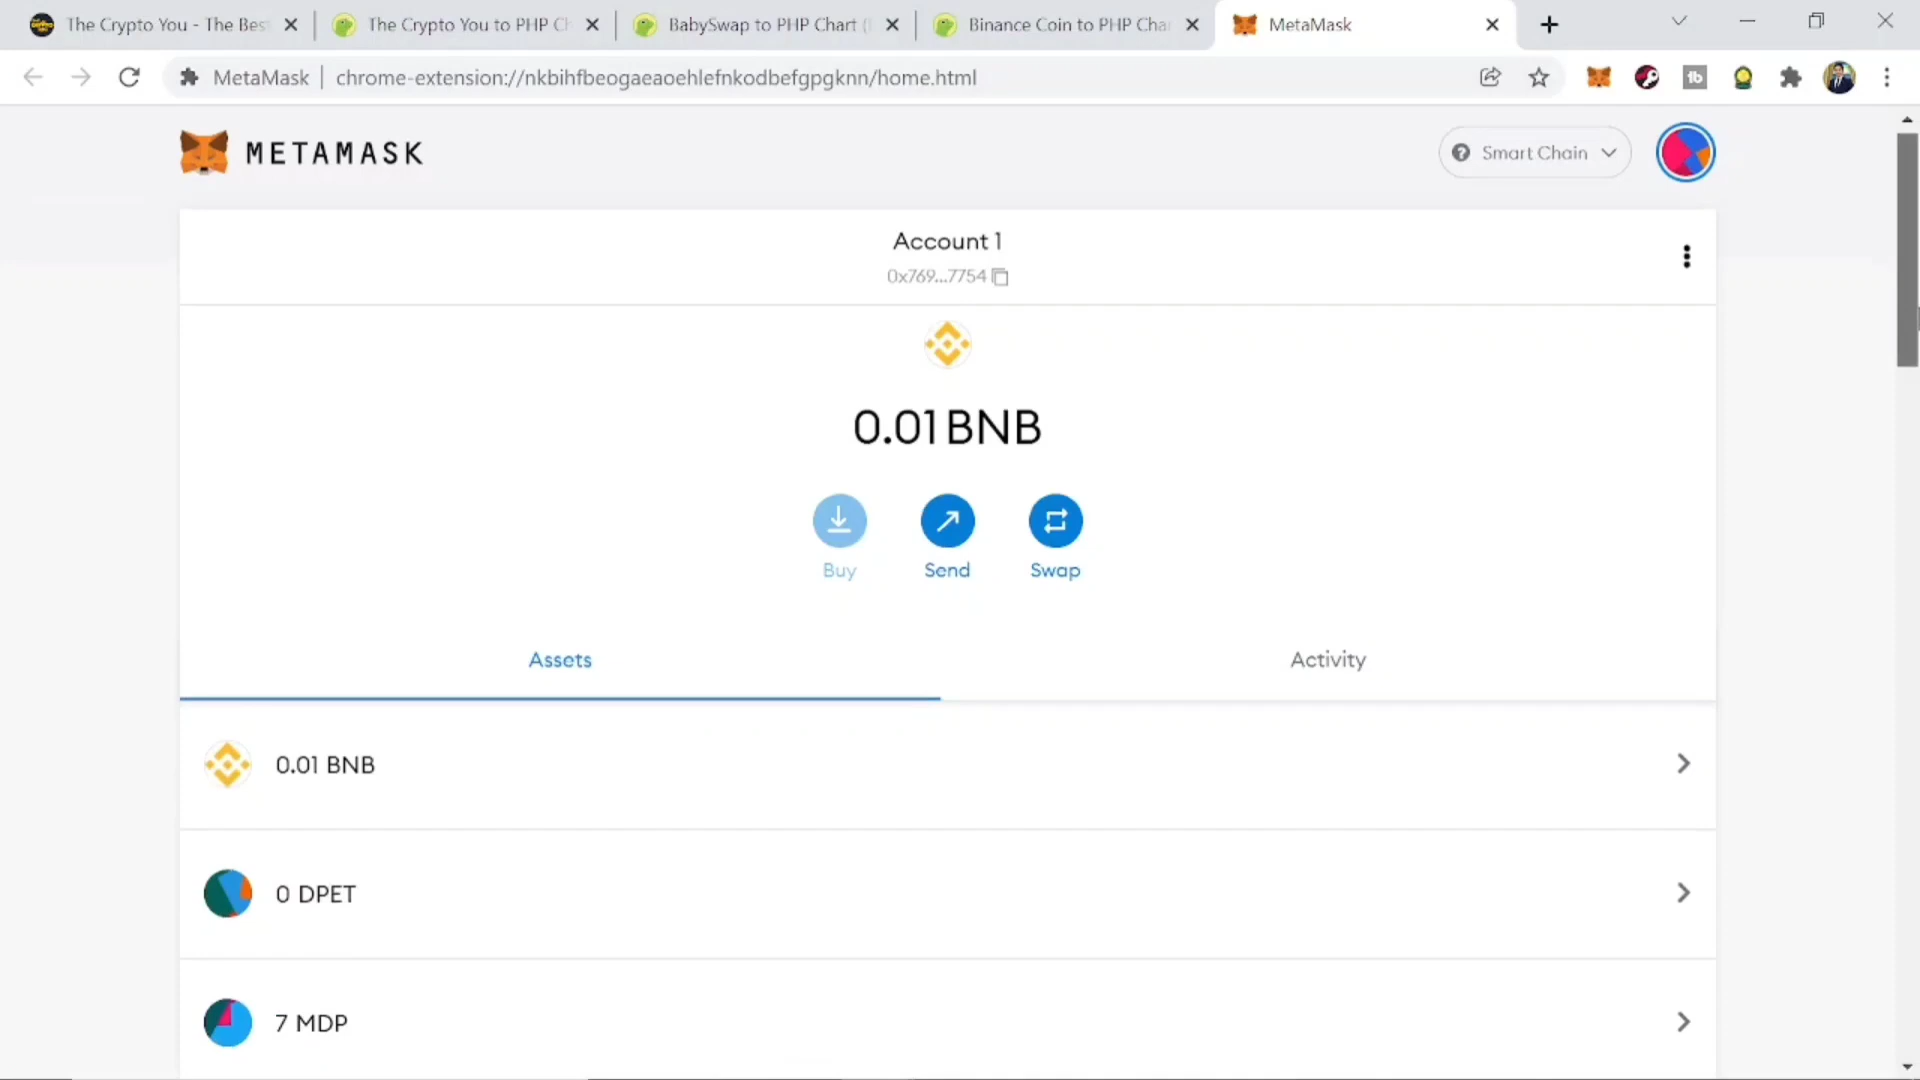 The Crypto You - The Bes
The Crypto You to PHP Ch
BabySwap to PHP Chart (
Binance Coin to PHP Char
MetaMask
MetaMask
chrome-extension://nkbihfbeogaeaoehlefnkodbefgpgknn/home.html
METAMASK
Smart Chain
Account 1
0x769...7754
0.01 BNB
Buy
Send
Swap
Assets
Activity
0.01 BNB
0 DPET
7 MDP